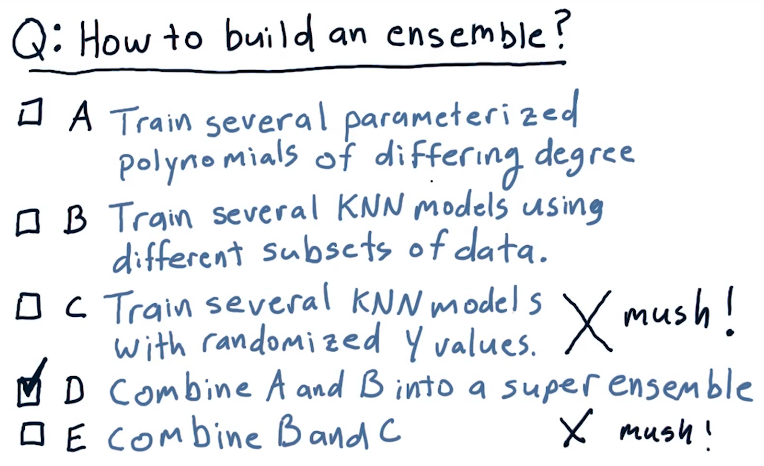 Q: How to build an ensemble?
A Train several parameterized
polynomials of differing degree
B Train several KNN models using
different subsets of data.
C Train several KNN models X mush!
with randomized Y values.
D Combine A and B into a super ensemble
E Combine B and C X mush!